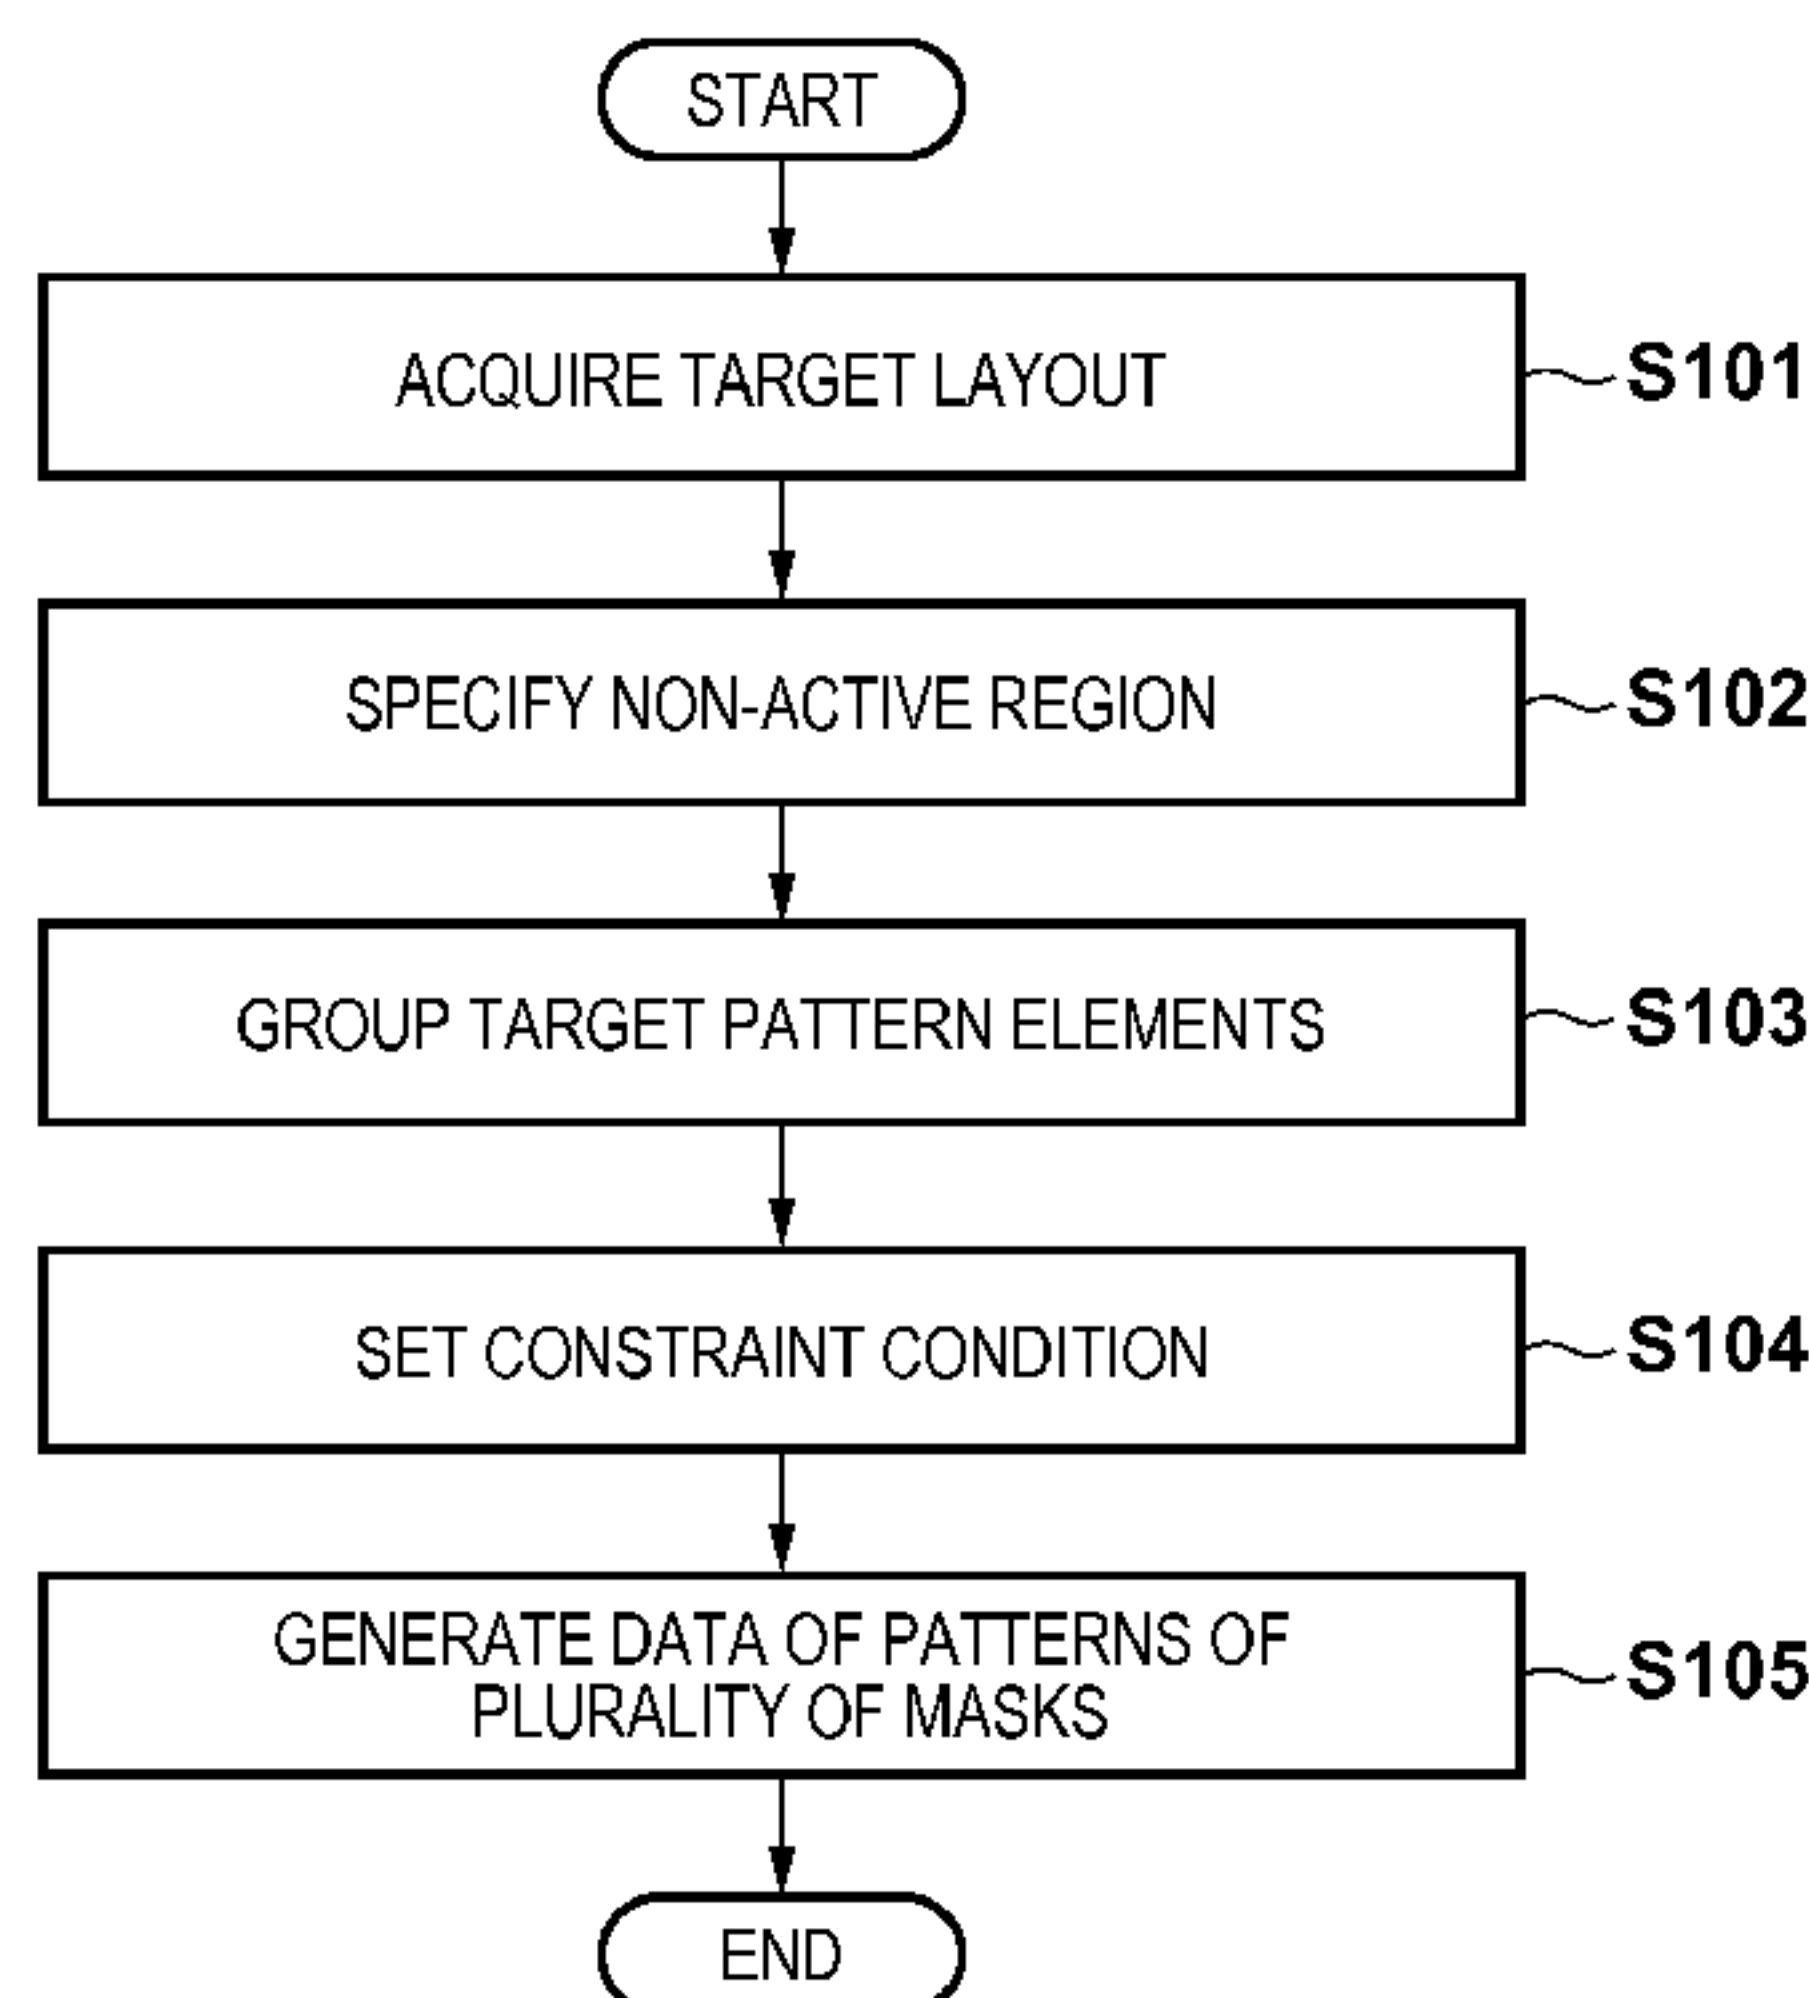 START
ACQUIRE TARGET LAYOUT
S101
SPECIFY NON-ACTIVE REGION
S102
GROUP TARGET PATTERN ELEMENTS
S103
SET CONSTRAINT CONDITION
S104
GENERATE DATA OF PATTERNS OF
PLURALITY OF MASKS
S105
END